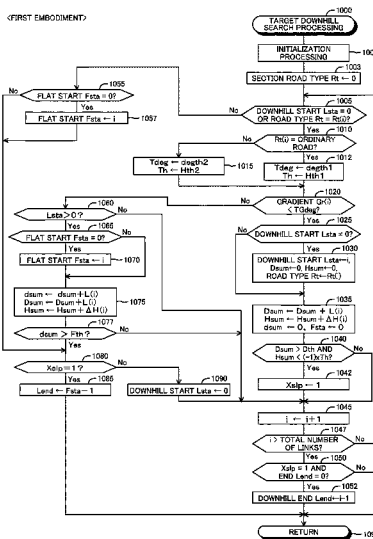 <FIRST EMBODIMENT>
1000
TARGET DOWNHILL
SEARCH PROCESSING
INITIALIZATION
PROCESSING
1003
SECTION ROAD TYPE Rt ← 0
1055
FLAT START Fsta = 0?
No
Yes
FLAT START Fsta ← i
1057
1005
DOWNHILL START Lsta = 0
OR ROAD TYPE Rt = Rt(i)?
No
Yes
1010
Rt(i) = ORDINARY
ROAD?
No
Yes
1012
Tdeg ← degth2
Th ← Hth2
1015
Tdeg ← degth1
Th ← Hth1
1020
GRADIENT Gr(i)
< TGdeg?
No
Yes
1060
Lsta>0?
No
Yes
1065
FLAT START Fsta = 0?
No
Yes
FLAT START Fsta ← i
1070
1025
DOWNHILL START Lsta ≠ 0?
No
Yes
1030
DOWNHILL START Lsta←i,
Dsum←0, Hsum←0,
ROAD TYPE Rt←Rt()
dsum ← dsum+L(i)
Dsum ← Dsum+L(i)
Hsum ← Hsum+ΔH(i)
1075
1035
Dsum ← Dsum + L(i)
Hsum ← Hsum + ΔH(i)
dsum ← 0, Fsta ← 0
1077
dsum > Fth?
No
Yes
1040
Dsum > Dth AND
Hsum < (-1)xTh?
No
Yes
1042
Xslp ← 1
1080
Xslp = 1?
No
Yes
1085
Lend ← Fsta−1
1090
DOWNHILL START Lsta ← 0
1045
i ← i+1
1047
i > TOTAL NUMBER
OF LINKS?
No
Yes
1050
Xslp = 1 AND
END Lend = 0?
No
Yes
1052
DOWNHILL END Lend←i−1
RETURN